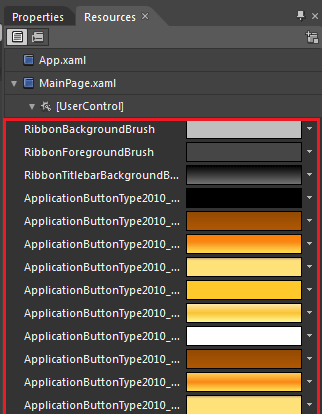 Properties Resources
App.xaml
MainPage.xaml
[UserControl]
RibbonBackgroundBrush
RibbonForegroundBrush
RibbonTitlebarBackgroundB...
ApplicationButtonType2010_...
ApplicationButtonType2010_...
ApplicationButtonType2010_...
ApplicationButtonType2010_...
ApplicationButtonType2010_...
ApplicationButtonType2010_...
ApplicationButtonType2010_...
ApplicationButtonType2010_...
ApplicationButtonType2010_...
ApplicationButtonType2010_...